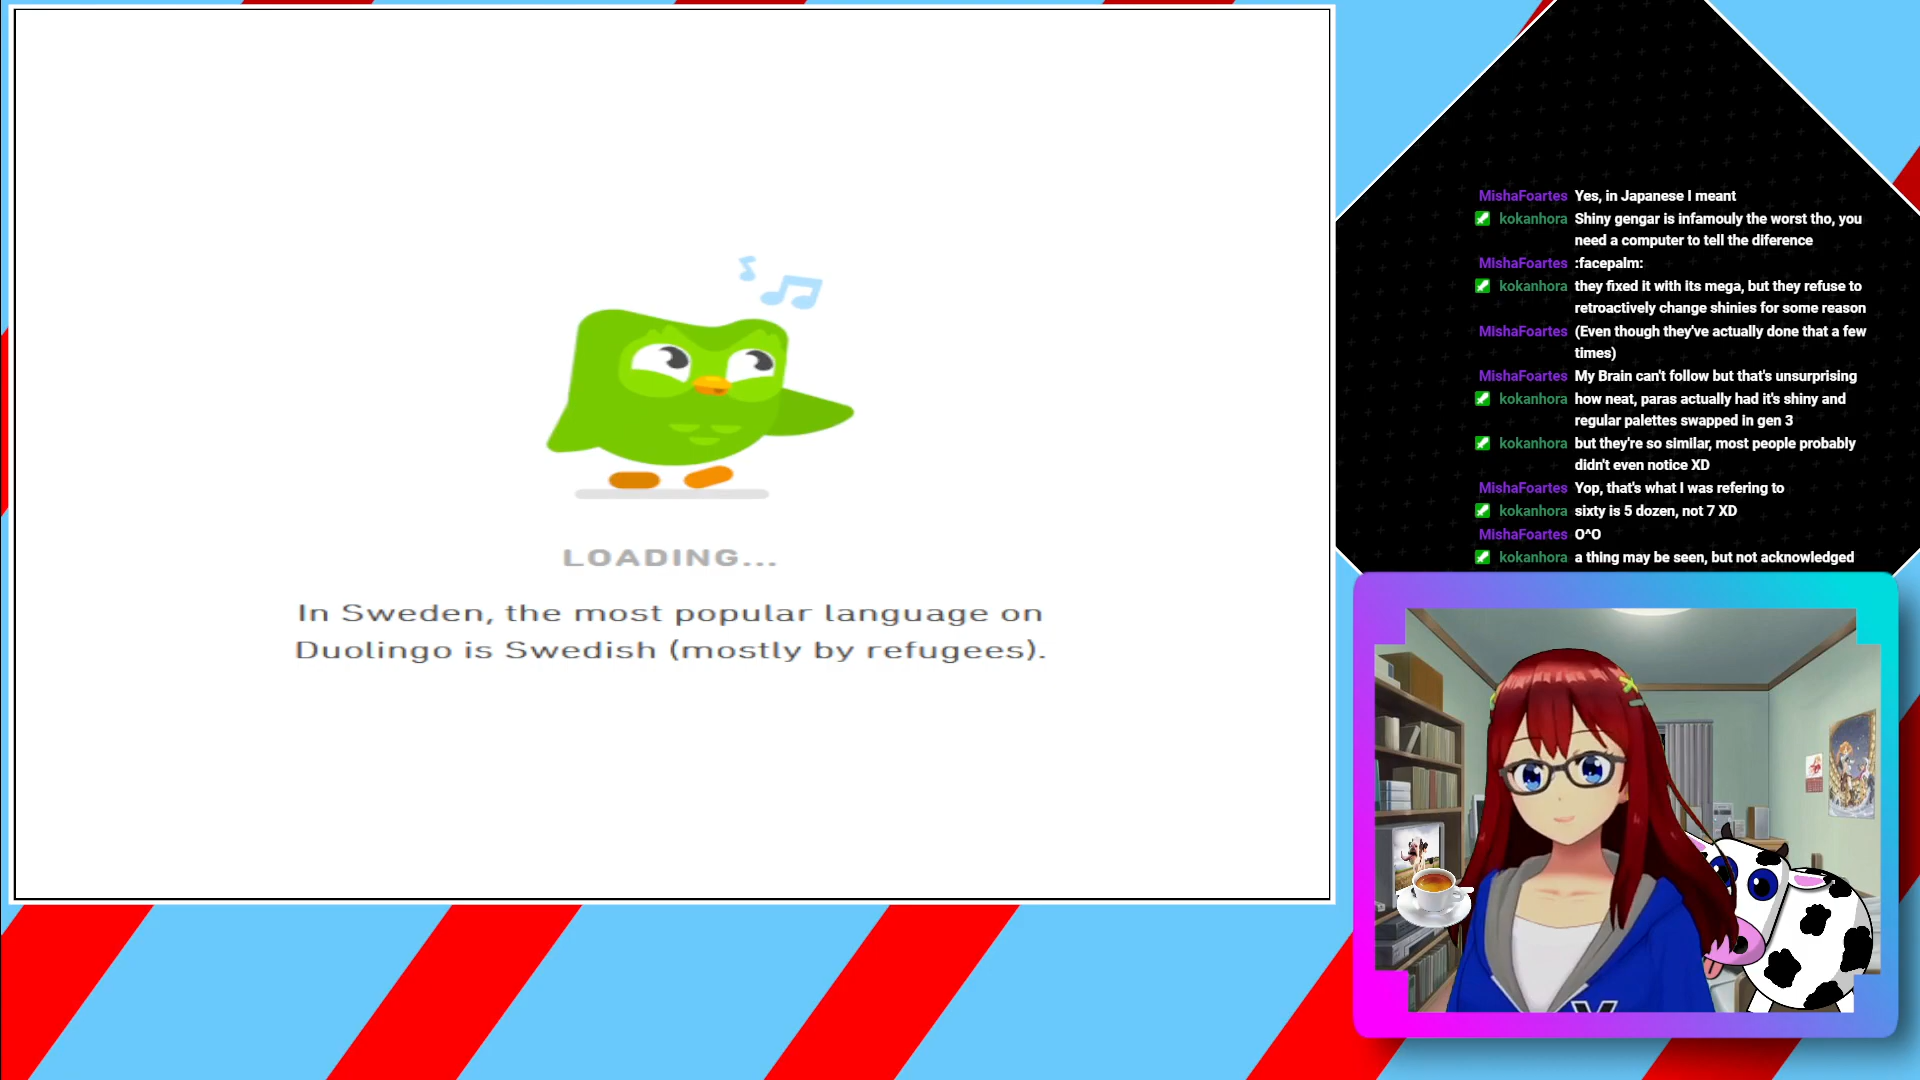 LOADING...
In Sweden, the most popular language on
Duolingo is Swedish (mostly by refugees).
MishaFoartes Yes, in Japanese I meant
kokanhora Shiny gengar is infamouly the worst tho, you
need a computer to tell the diference
MishaFoartes :facepalm:
kokanhora they fixed it with its mega, but they refuse to
retroactively change shinies for some reason
MishaFoartes (Even though they've actually done that a few
times)
MishaFoartes My Brain can't follow but that's unsurprising
kokanhora how neat, paras actually had it's shiny and
regular palettes swapped in gen 3
kokanhora but they're so similar, most people probably
didn't even notice XD
MishaFoartes Yop, that's what I was refering to
kokanhora sixty is 5 dozen, not 7 XD
MishaFoartes O^O
kokanhora a thing may be seen, but not acknowledged